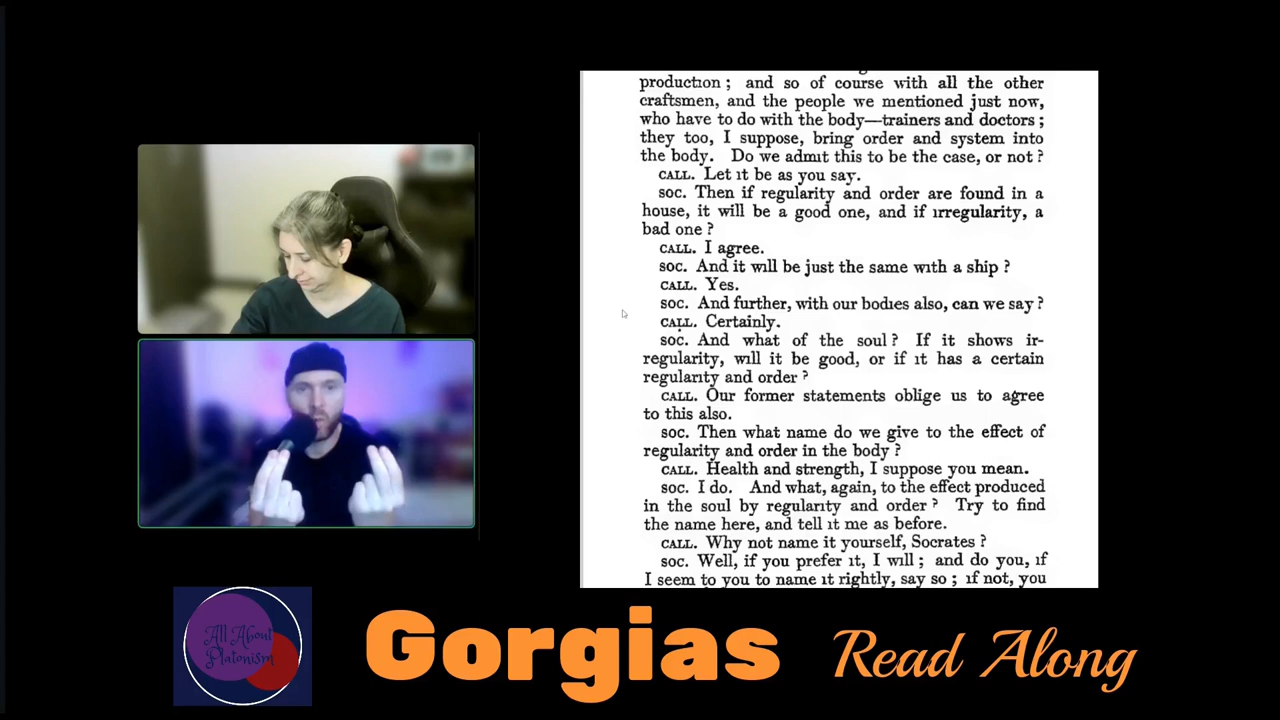 production; and so of course with all the other
craftsmen, and the people we mentioned just now,
who have to do with the body—trainers and doctors;
they too, I suppose, bring order and system into
the body. Do we admit this to be the case, or not?
CALL. Let it be as you say.
SOC. Then if regularity and order are found in a
house, it will be a good one, and if irregularity, a
bad one?
CALL. I agree.
SOC. And it will be just the same with a ship?
CALL. Yes.
SOC. And further, with our bodies also, can we say?
CALL. Certainly.
SOC. And what of the soul? If it shows ir-
regularity, will it be good, or if it has a certain
regularity and order?
CALL. Our former statements oblige us to agree
to this also.
SOC. Then what name do we give to the effect of
regularity and order in the body?
CALL. Health and strength, I suppose you mean.
SOC. I do. And what, again, to the effect produced
in the soul by regularity and order? Try to find
the name here, and tell it me as before.
CALL. Why not name it yourself, Socrates?
SOC. Well, if you prefer it, I will; and do you, if
I seem to you to name it rightly, say so; if not, you
All About
Platonism
Gorgias Read Along